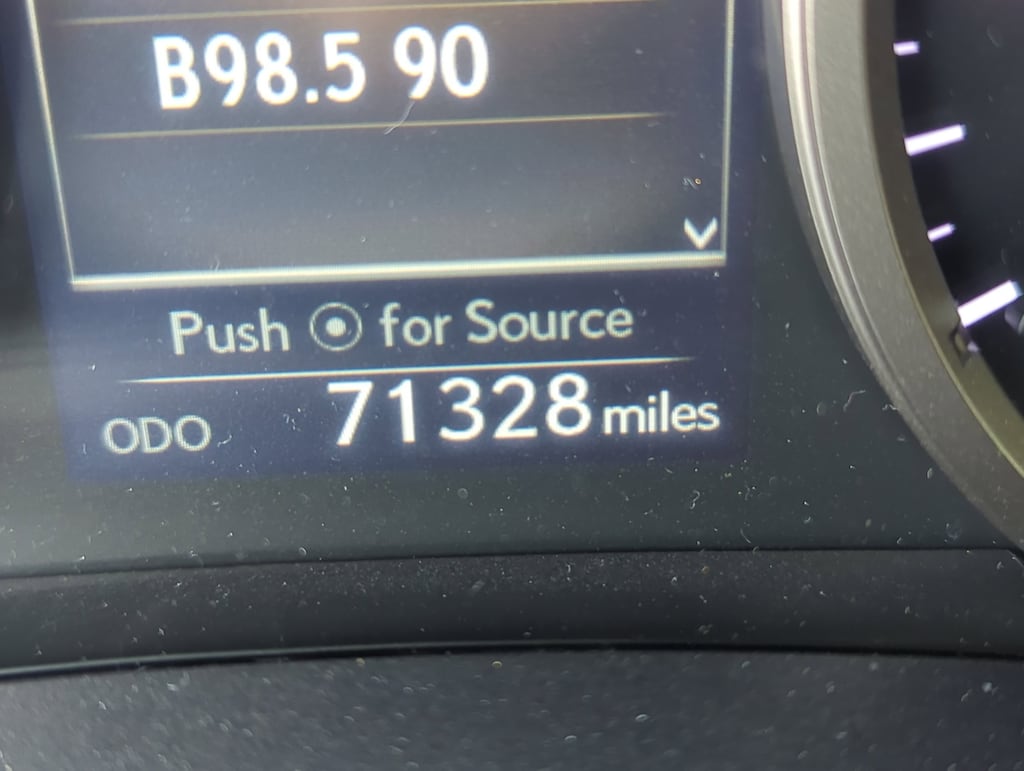 B98.5 90
Push for Source
ODO 71328 miles